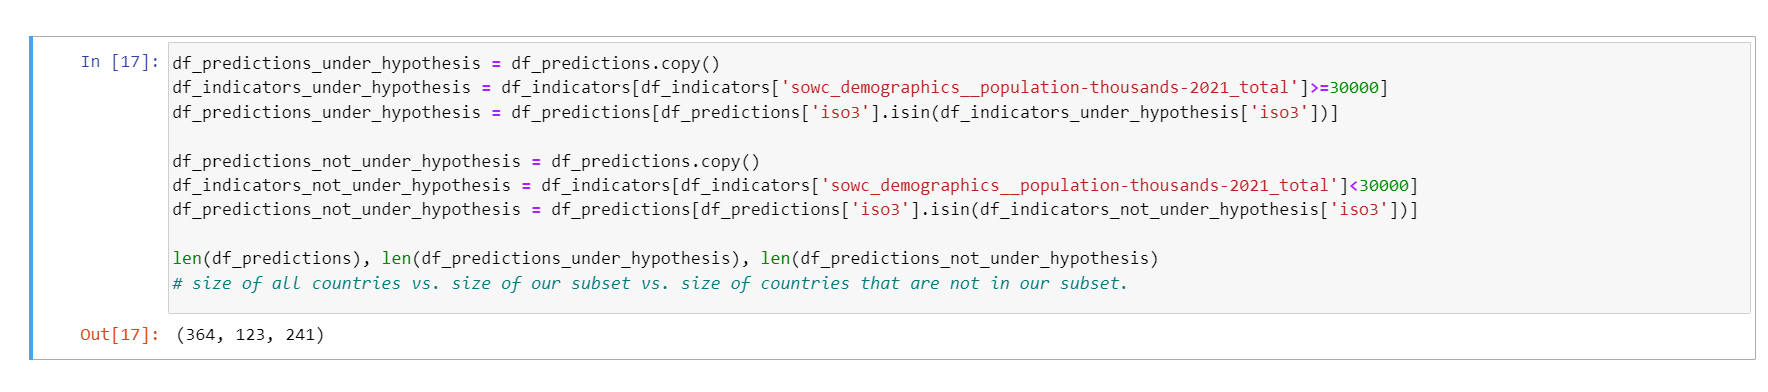 In [17]: df_predictions_under_hypothesis = df_predictions.copy()
df_indicators_under_hypothesis = df_indicators[df_indicators['sowc_demographics__population-thousands-2021_total']>=30000]
df_predictions_under_hypothesis = df_predictions[df_predictions['iso3'].isin(df_indicators_under_hypothesis['iso3'])]
df_predictions_not_under_hypothesis = df_predictions.copy()
df_indicators_not_under_hypothesis = df_indicators[df_indicators['sowc_demographics__population-thousands-2021_total']<30000]
df_predictions_not_under_hypothesis = df_predictions[df_predictions['iso3'].isin(df_indicators_not_under_hypothesis['iso3'])]
len(df_predictions), len(df_predictions_under_hypothesis), len(df_predictions_not_under_hypothesis)
# size of all countries vs. size of our subset vs. size of countries that are not in our subset.
Out[17]: (364, 123, 241)